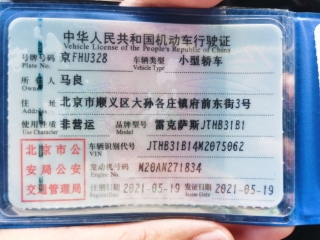 中华人民共和国机动车行驶证
Vehicle License of the People's Republic of China
号牌号码 京FHU328 车辆类型 小型轿车
Plate No. Vehicle Type
所有人 马良
Owner
住址 北京市顺义区大孙各庄镇府前东街3号
Address
使用性质 非营运 品牌型号 雷克萨斯JTHB31B1
Use Character Model
北京市公安局公安交通管理局
车辆识别代号 JTHB31B14M2075062
VIN
发动机号码 M20AN271834
Engine No.
注册日期 2021-05-19 发证日期 2021-05-19
Register Date Issue Date